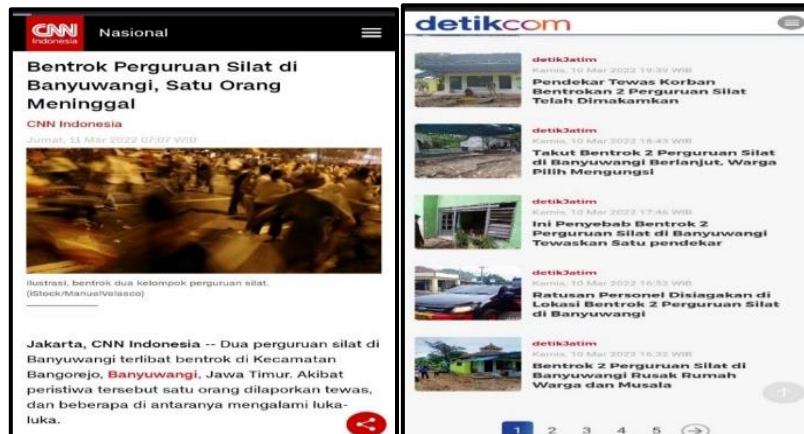 CNN
Indonesia
Nasional
Bentrok Perguruan Silat di
Banyuwangi, Satu Orang
Meninggal
CNN Indonesia
Jumat, 11 Mar 2022 07:07 WIB
Ilustrasi, bentrok dua kelompok perguruan silat.
(iStock/ManuelVelasco)
Jakarta, CNN Indonesia -- Dua perguruan silat di
Banyuwangi terlibat bentrok di Kecamatan
Bangorejo, Banyuwangi, Jawa Timur. Akibat
peristiwa tersebut satu orang dilaporkan tewas,
dan beberapa di antaranya mengalami luka-
luka.
detikcom
detikJatim
Kamis, 10 Mar 2022 19:39 WIB
Pendekar Tewas Korban
Bentrokan 2 Perguruan Silat
Telah Dimakamkan
detikJatim
Kamis, 10 Mar 2022 18:43 WIB
Takut Bentrok 2 Perguruan Silat
di Banyuwangi Berlanjut, Warga
Pilih Mengungsi
detikJatim
Kamis, 10 Mar 2022 17:46 WIB
Ini Penyebab Bentrok 2
Perguruan Silat di Banyuwangi
Tewaskan Satu pendekar
detikJatim
Kamis, 10 Mar 2022 16:52 WIB
Ratusan Personel Disiagakan di
Lokasi Bentrok 2 Perguruan Silat
di Banyuwangi
detikJatim
Kamis, 10 Mar 2022 16:32 WIB
Bentrok 2 Perguruan Silat di
Banyuwangi Rusak Rumah
Warga dan Musala
1 2 3 4 5